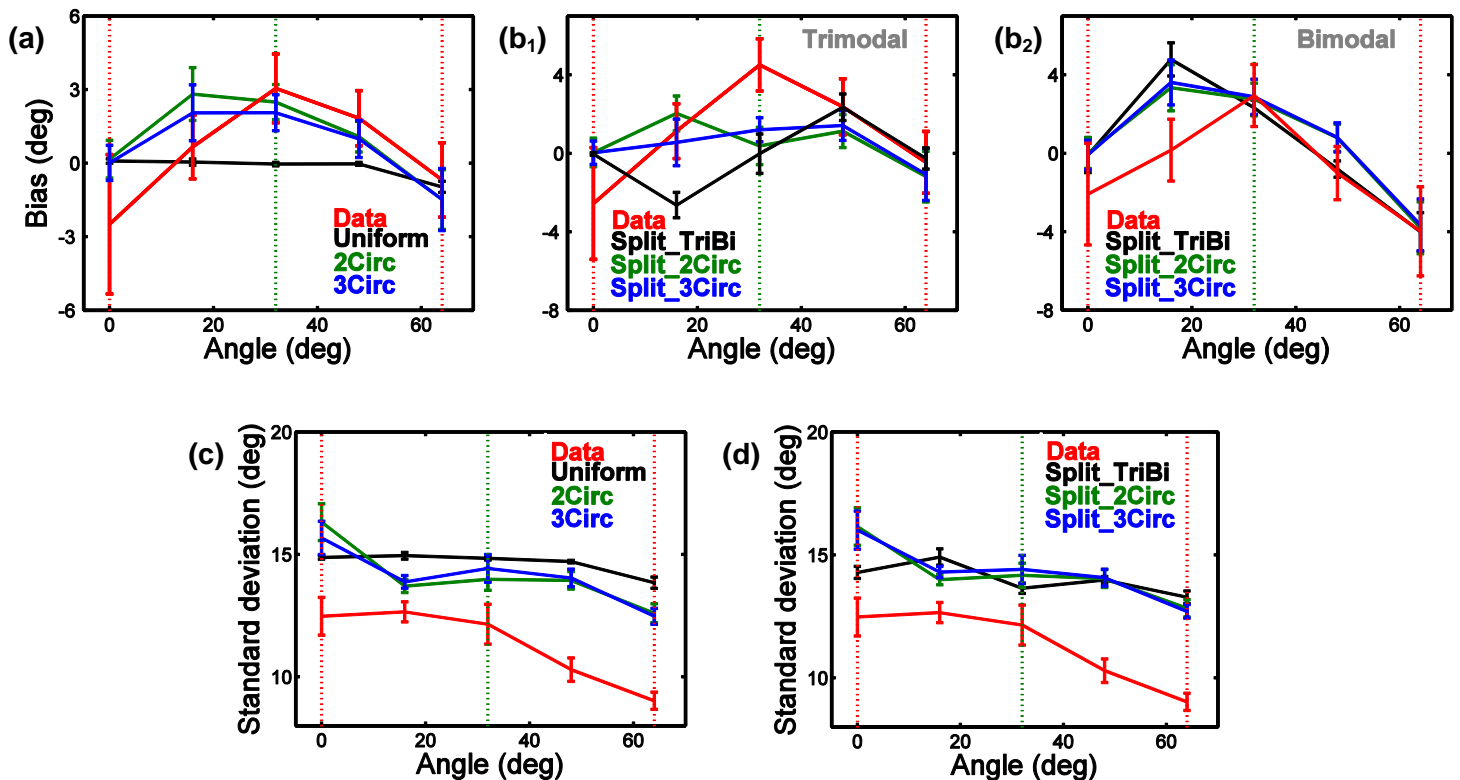 (a)
6
3
0
-3
-6
Bias (deg)
0 20 40 60
Angle (deg)
Data
Uniform
2Circ
3Circ
(b1)
Trimodal
4
0
-4
-8
0 20 40 60
Angle (deg)
Data
Split_TriBi
Split_2Circ
Split_3Circ
(b2)
Bimodal
4
0
-4
-8
0 20 40 60
Angle (deg)
Data
Split_TriBi
Split_2Circ
Split_3Circ
(c)
20
15
10
Standard deviation (deg)
0 20 40 60
Angle (deg)
Data
Uniform
2Circ
3Circ
(d)
20
15
10
Standard deviation (deg)
0 20 40 60
Angle (deg)
Data
Split_TriBi
Split_2Circ
Split_3Circ